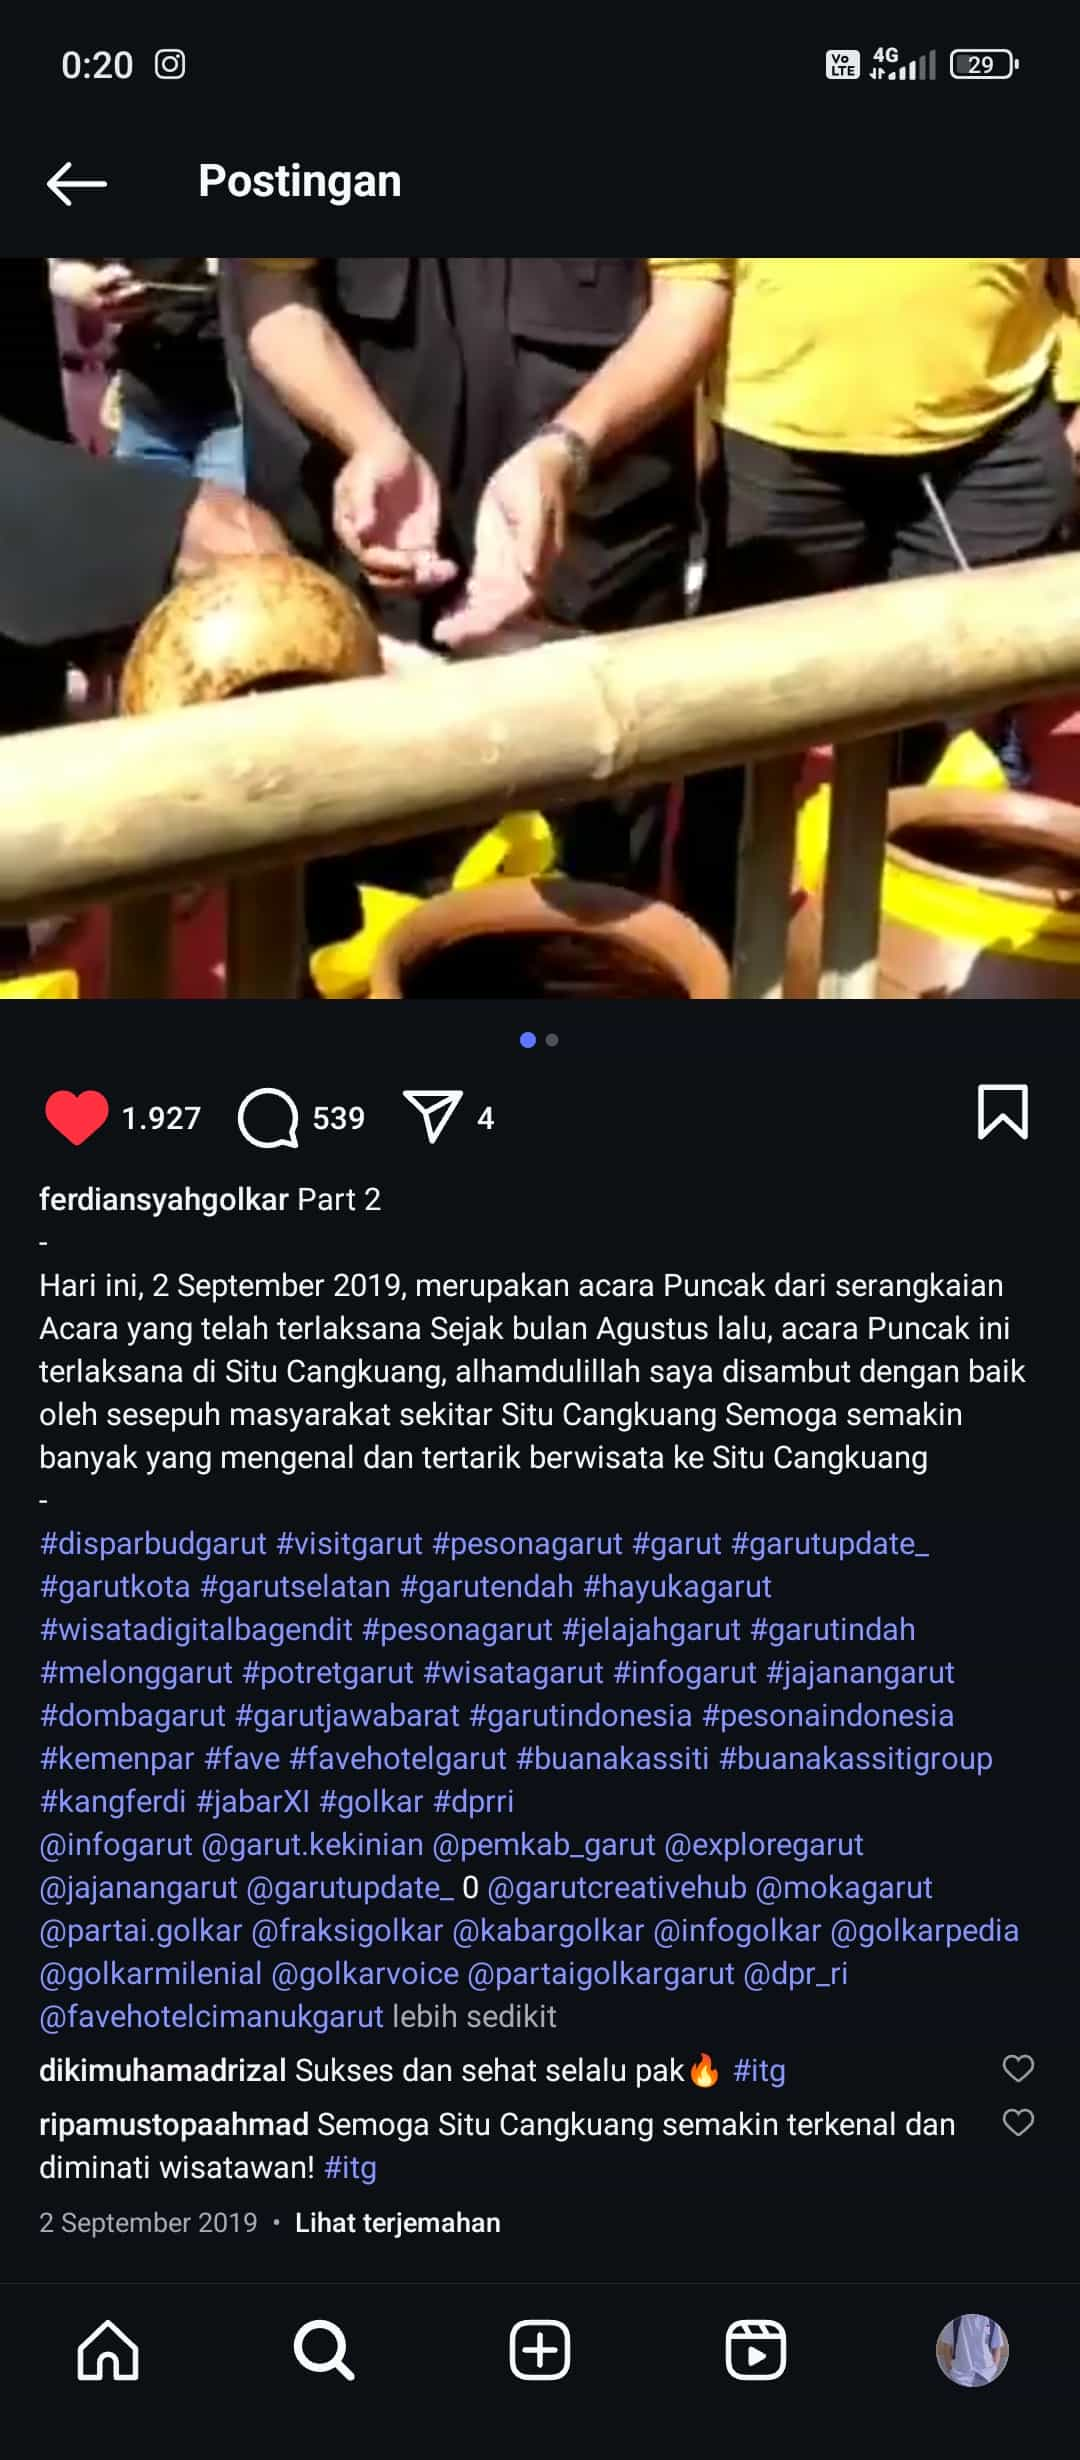 0:20
Vo LTE 4G 29
Postingan
1.927 539 4
ferdiansyahgolkar Part 2
-
Hari ini, 2 September 2019, merupakan acara Puncak dari serangkaian
Acara yang telah terlaksana Sejak bulan Agustus lalu, acara Puncak ini
terlaksana di Situ Cangkuang, alhamdulillah saya disambut dengan baik
oleh sesepuh masyarakat sekitar Situ Cangkuang Semoga semakin
banyak yang mengenal dan tertarik berwisata ke Situ Cangkuang
-
#disparbudgarut #visitgarut #pesonagarut #garut #garutupdate_
#garutkota #garutselatan #garutendah #hayukagarut
#wisatadigitalbagendit #pesonagarut #jelajahgarut #garutindah
#melonggarut #potretgarut #wisatagarut #infogarut #jajanangarut
#dombagarut #garutjawabarat #garutindonesia #pesonaindonesia
#kemenpar #fave #favehotelgarut #buanakassiti #buanakassitigroup
#kangferdi #jabarXI #golkar #dprri
@infogarut @garut.kekinian @pemkab_garut @exploregarut
@jajanangarut @garutupdate_ 0 @garutcreativehub @mokagarut
@partai.golkar @fraksigolkar @kabargolkar @infogolkar @golkarpedia
@golkarmilenial @golkarvoice @partaigolkargarut @dpr_ri
@favehotelcimanukgarut lebih sedikit
dikimuhamadrizal Sukses dan sehat selalu pak🔥 #itg
ripamustopaahmad Semoga Situ Cangkuang semakin terkenal dan
diminati wisatawan! #itg
2 September 2019 • Lihat terjemahan